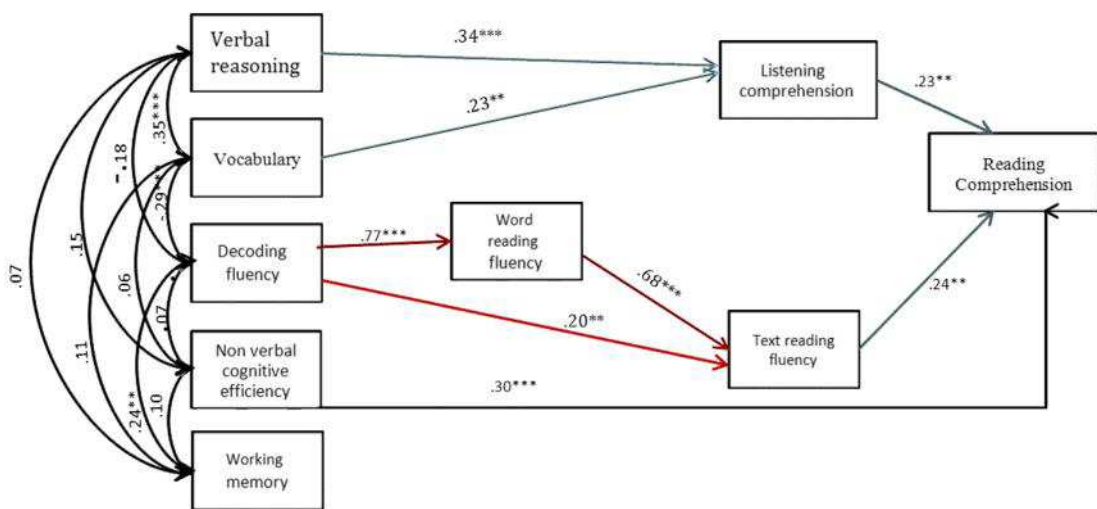 Verbal
reasoning
.34***
Listening
comprehension
.23**
.23**
.35***
Vocabulary
-.18
-.29**
Reading
Comprehension
Word
reading
fluency
.77***
Decoding
fluency
.15
.07
.06
.07
.68***
.24**
.20**
Text reading
fluency
Non verbal
cognitive
efficiency
.30***
.11
.24**
.10
Working
memory